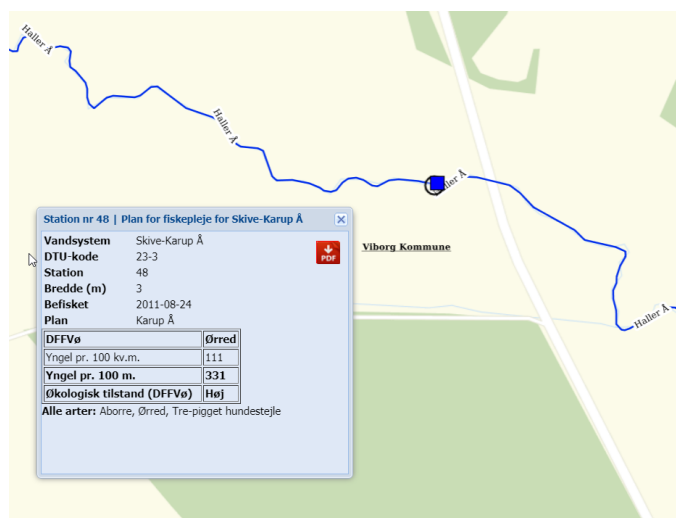 Haller Å
Haller Å
Haller Å
Viborg Kommune
Haller Å
Station nr 48 | Plan for fiskepleje for Skive-Karup Å
Vandsystem Skive-Karup Å
DTU-kode 23-3
Station 48
Bredde (m) 3
Befisket 2011-08-24
Plan Karup Å
PDF
DFFVø Ørred
Yngel pr. 100 kv.m. 111
Yngel pr. 100 m. 331
Økologisk tilstand (DFFVø) Høj
Alle arter: Aborre, Ørred, Tre-pigget hundestejle